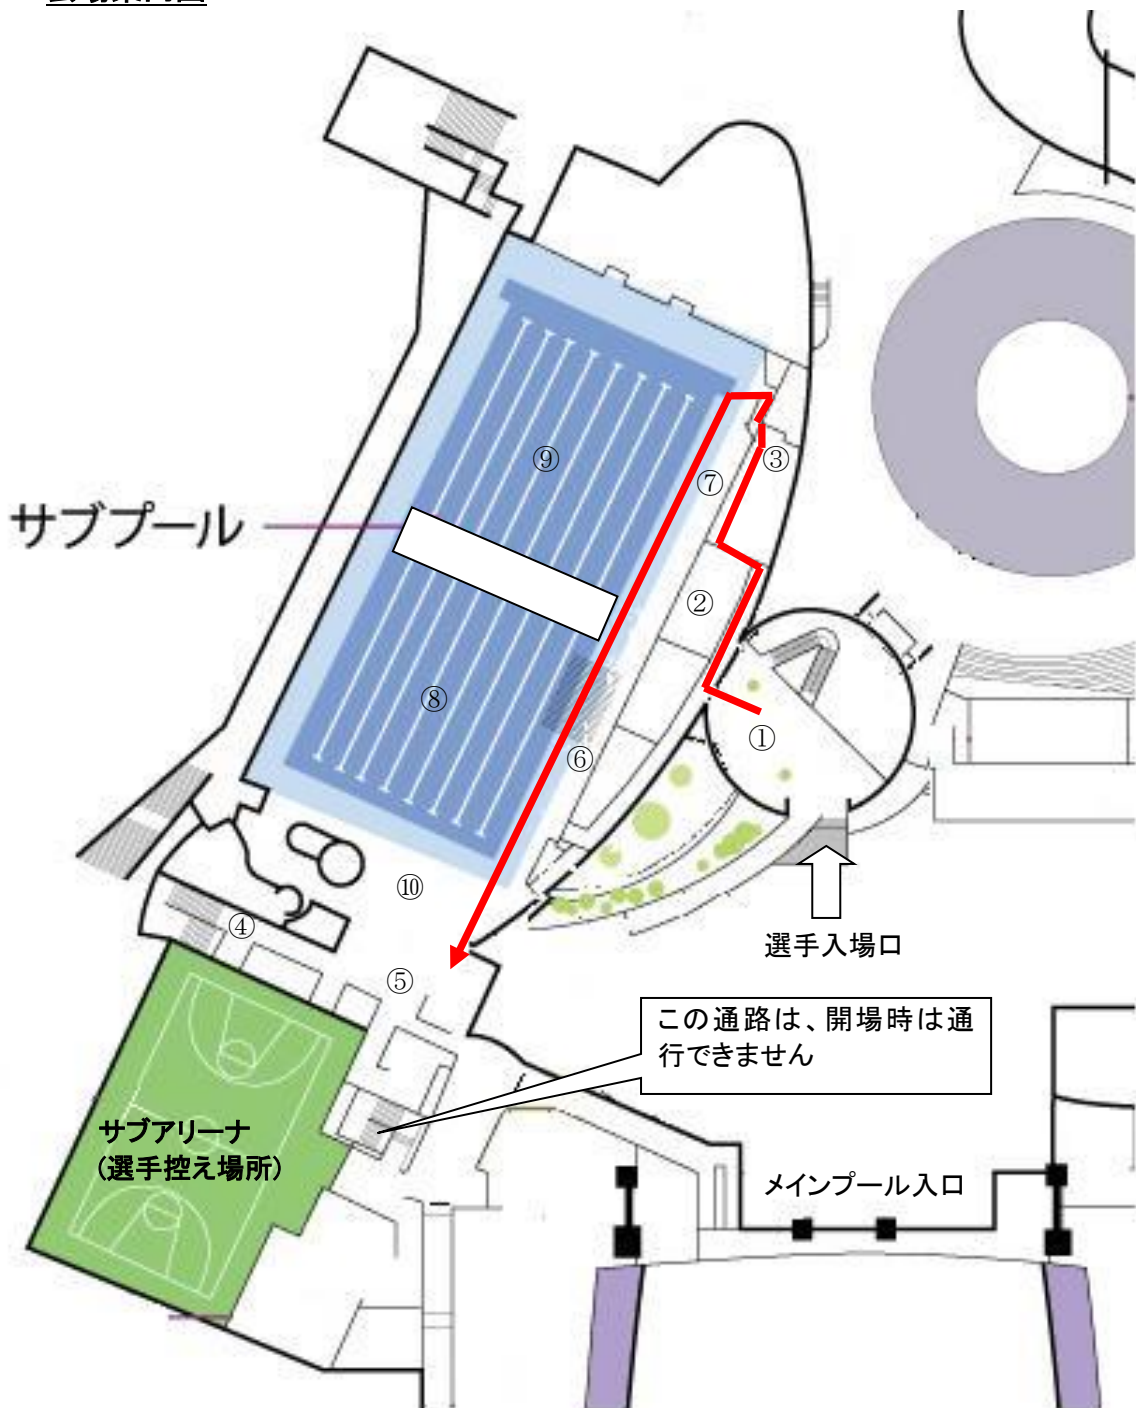 ⑨
③
⑦
サブプール
②
⑧
①
⑥
⑩
④
選手入場口
⑤
この通路は、開場時は通
行できません
サブアリーナ
(選手控え場所)
メインプール入口